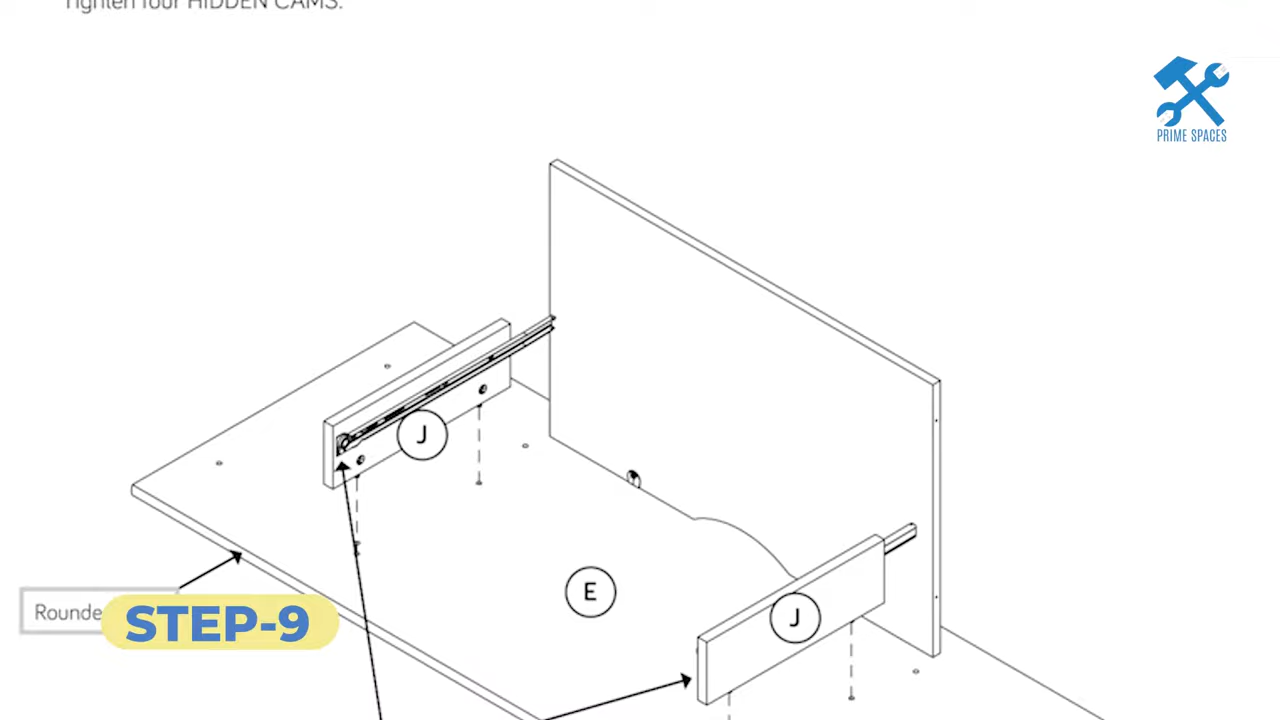 Tighten four HIDDEN CAMS.
PRIME SPACES
J
E
J
Rounde
STEP-9